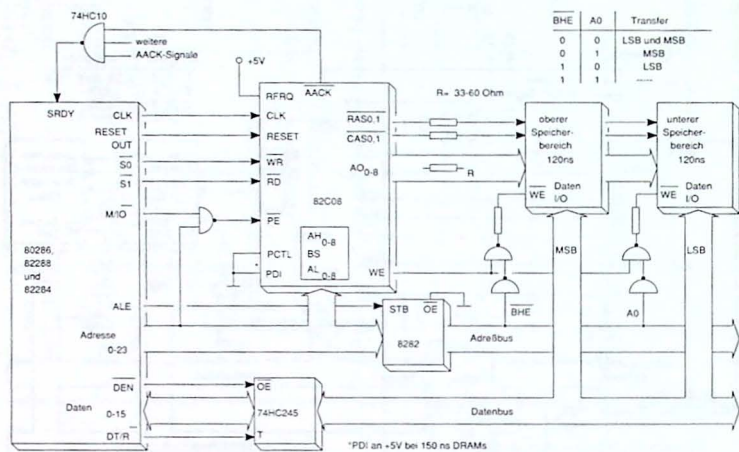 74HC10
weitere
AACK-Signale
+5V
BHE A0 Transfer
0 0 LSB und MSB
0 1 MSB
1 0 LSB
1 1 ----
SRDY
CLK
RESET
OUT
S0
S1
M/IO
80286,
82288
und
82284
ALE
Adresse
0-23
DEN
Daten 0-15
DT/R
RFRQ AACK
CLK
RESET
WR
RD
PE
PCTL
PDI
RAS0,1
CAS0,1
AO0-8
82C08
AH0-8
BS
AL0-8
WE
R= 33-60 Ohm
R
oberer
Speicher-
bereich
120ns
WE Daten
I/O
unterer
Speicher-
bereich
120ns
WE Daten
I/O
MSB
LSB
BHE
A0
STB OE
8282
Adreßbus
OE
74HC245
T
Datenbus
*PDI an +5V bei 150 ns DRAMs